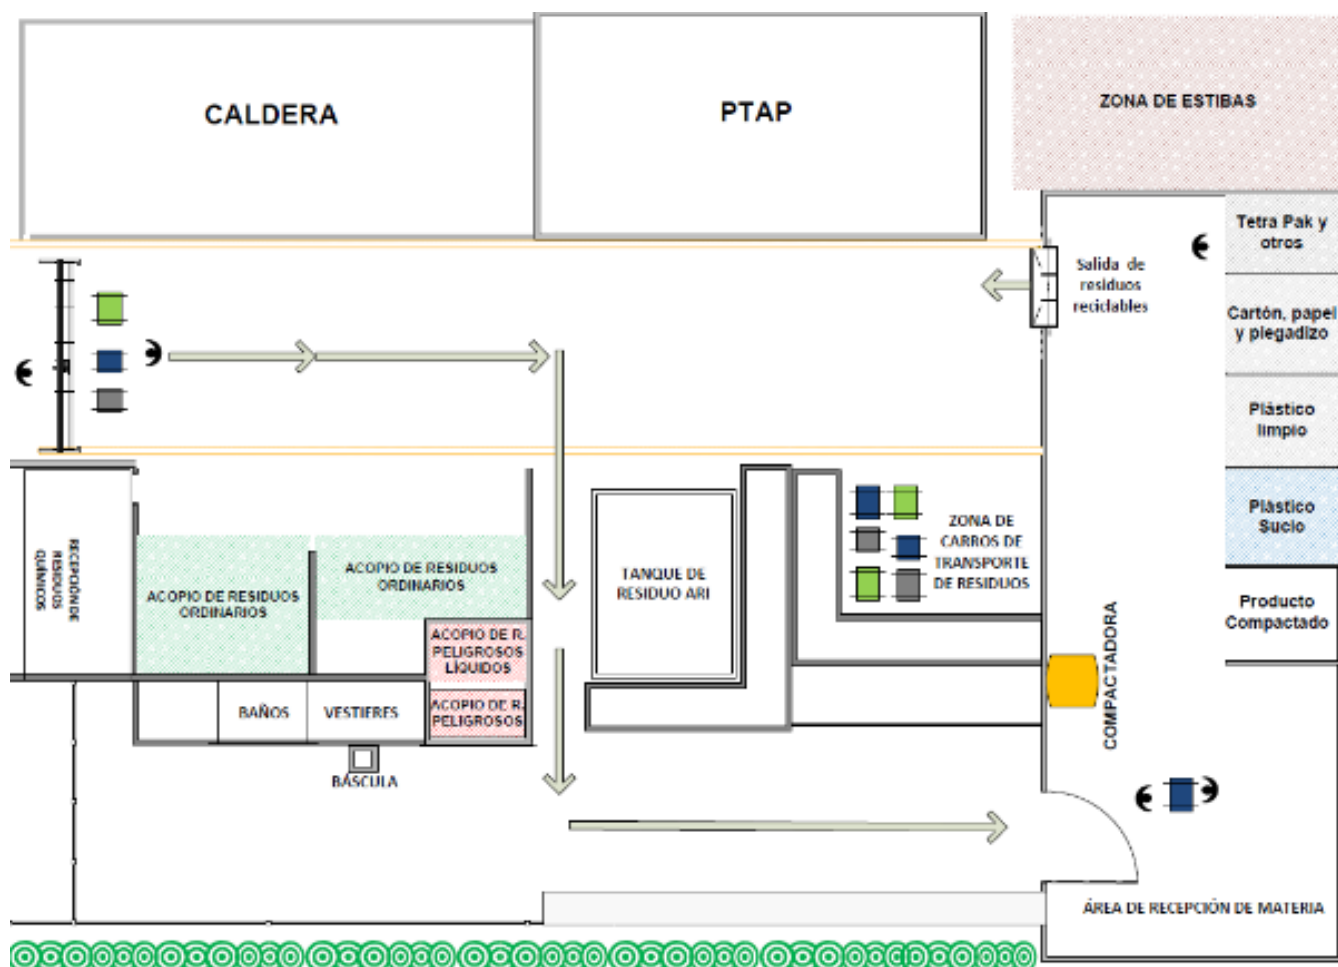 CALDERA
PTAP
ZONA DE ESTIBAS
Tetra Pak y
otros
Salida de
residuos
reciclables
Cartón, papel
y plegadizo
Plástico
limpio
Plástico
Sucio
Producto
Compactado
RECEPCIÓN DE
RESIDUOS
QUÍMICOS
ACOPIO DE RESIDUOS
ORDINARIOS
ACOPIO DE RESIDUOS
ORDINARIOS
ACOPIO DE R.
PELIGROSOS
LÍQUIDOS
ACOPIO DE R.
PELIGROSOS
TANQUE DE
RESIDUO ARI
ZONA DE
CARROS DE
TRANSPORTE
DE RESIDUOS
COMPACTADORA
BAÑOS
VESTIERES
BÁSCULA
ÁREA DE RECEPCIÓN DE MATERIA